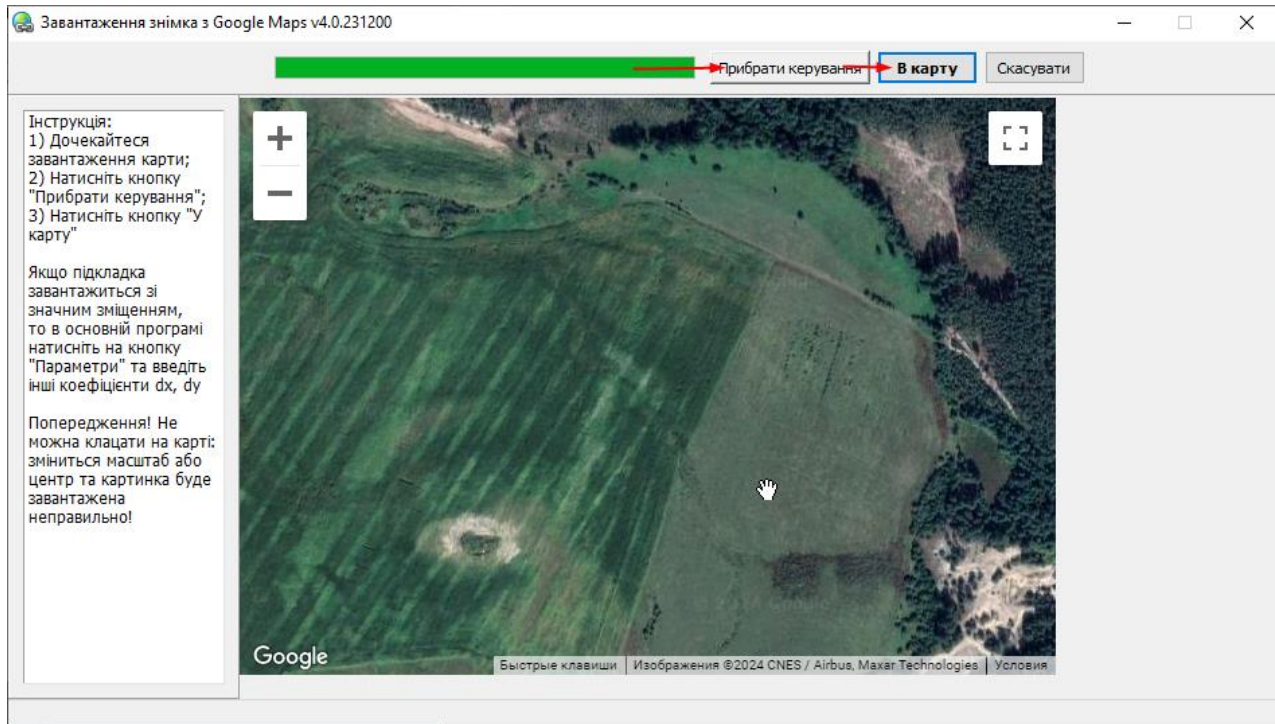 Завантаження знімка з Google Maps v4.0.231200
Прибрати керування
В карту
Скасувати
Інструкція:
1) Дочекайтеся
завантаження карти;
2) Натисніть кнопку
"Прибрати керування";
3) Натисніть кнопку "У
карту"
Якщо підкладка
завантажиться зі
значним зміщенням,
то в основній програмі
натисніть на кнопку
"Параметри" та введіть
інші коефіцієнти dx, dy
Попередження! Не
можна клацати на карті:
зміниться масштаб або
центр та картинка буде
завантажена
неправильно!
Google
Быстрые клавиши
Изображения ©2024 CNES / Airbus, Maxar Technologies
Условия